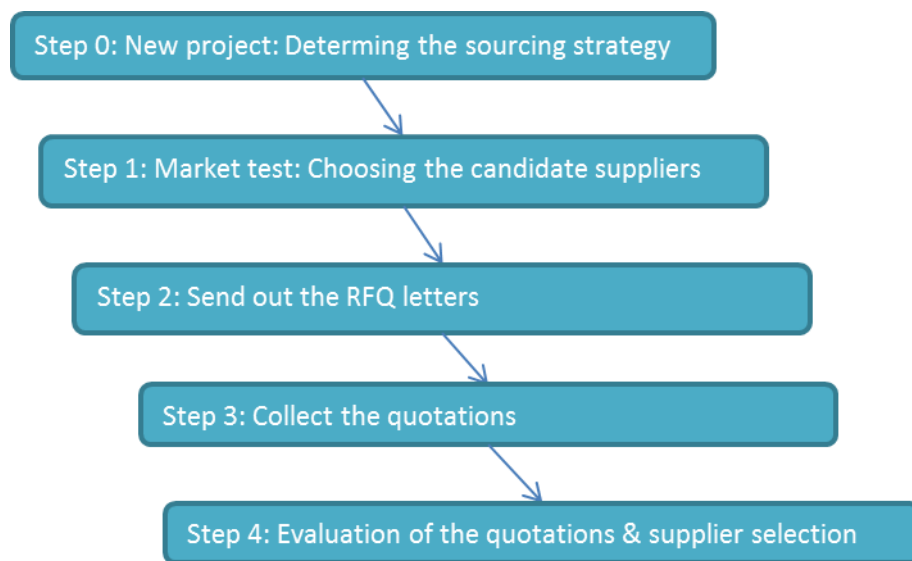 Step 0: New project: Determing the sourcing strategy
Step 1: Market test: Choosing the candidate suppliers
Step 2: Send out the RFQ letters
Step 3: Collect the quotations
Step 4: Evaluation of the quotations & supplier selection